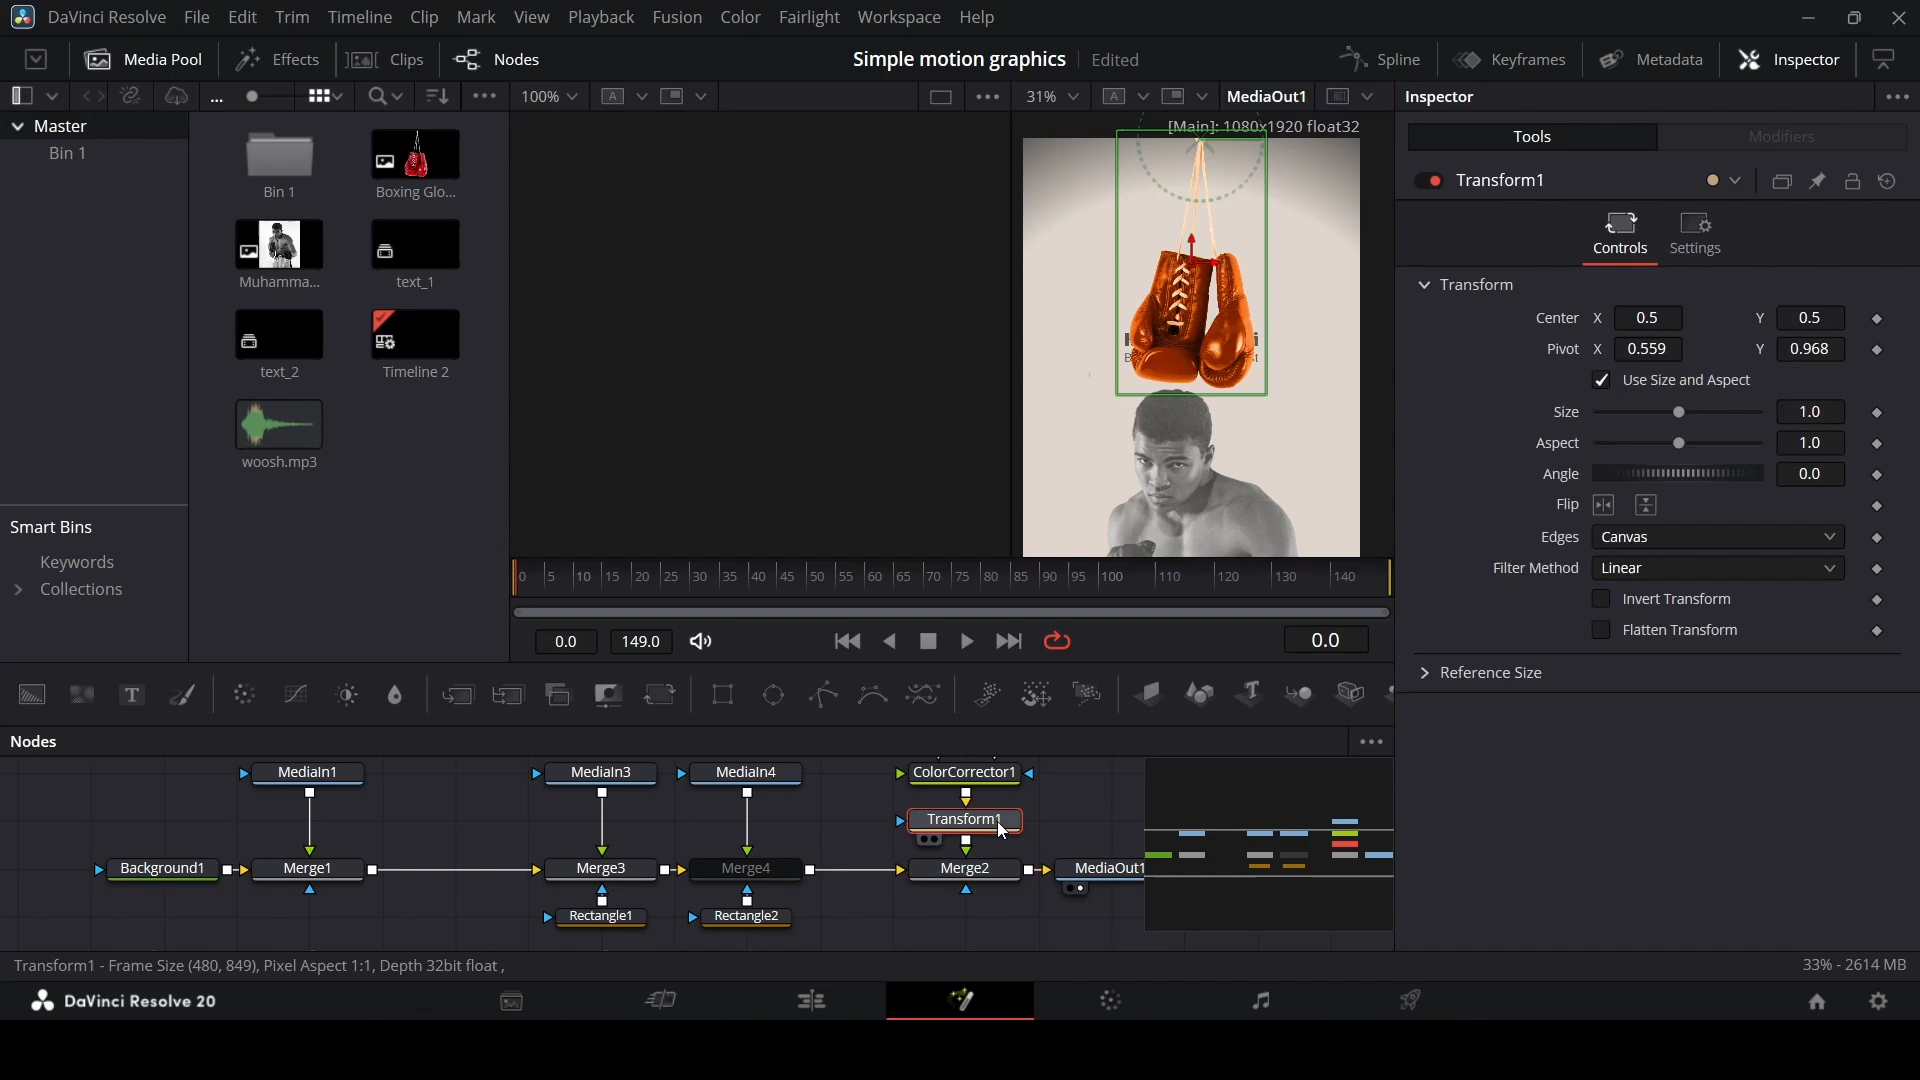 DaVinci Resolve File Edit Trim Timeline Clip Mark View Playback Fusion Color Fairlight Workspace Help
Media Pool Effects Clips Nodes Simple motion graphics Edited Spline Keyframes Metadata Inspector
... 100% 31% MediaOut1 Inspector
Master
Bin 1
Bin 1 Boxing Glo...
Muhamma... text_1
text_2 Timeline 2
woosh.mp3
Smart Bins
Keywords
Collections
[Main]: 1080x1920 float32
Tools Modifiers
Transform1
Controls Settings
Transform
Center X 0.5 Y 0.5
Pivot X 0.559 Y 0.968
Use Size and Aspect
Size 1.0
Aspect 1.0
Angle 0.0
Flip
Edges Canvas
Filter Method Linear
Invert Transform
Flatten Transform
Reference Size
0 5 10 15 20 25 30 35 40 45 50 55 60 65 70 75 80 85 90 95 100 110 120 130 140
0.0 149.0 0.0
Nodes
MediaIn1 MediaIn3 MediaIn4 ColorCorrector1
Transform1
Background1 Merge1 Merge3 Merge4 Merge2 MediaOut1
Rectangle1 Rectangle2
Transform1 - Frame Size (480, 849), Pixel Aspect 1:1, Depth 32bit float, 33% - 2614 MB
DaVinci Resolve 20